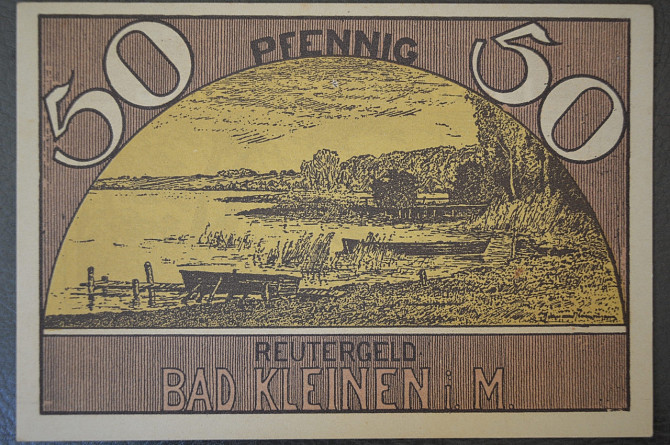 50 PFENNIG 50
REUTERGELD
BAD KLEINEN i. M.